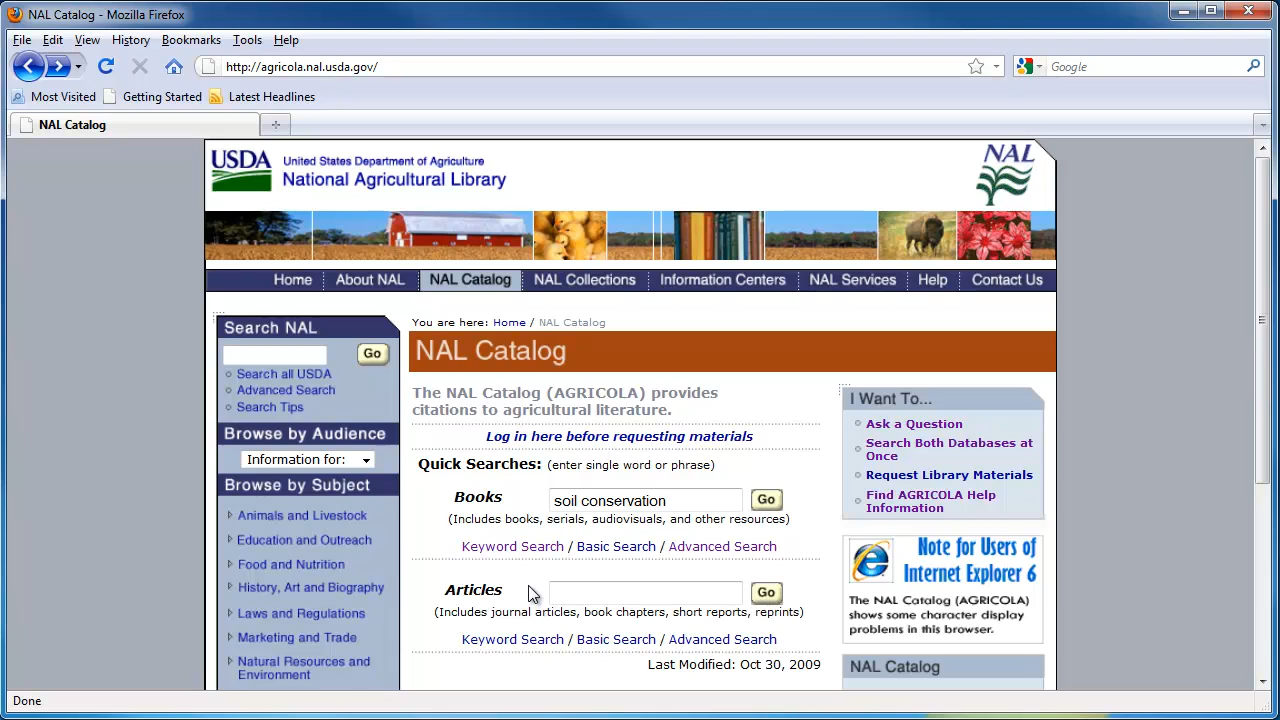 NAL Catalog - Mozilla Firefox
File Edit View History Bookmarks Tools Help
http://agricola.nal.usda.gov/
Google
Most Visited Getting Started Latest Headlines
NAL Catalog
USDA United States Department of Agriculture
National Agricultural Library
NAL
Home About NAL NAL Catalog NAL Collections Information Centers NAL Services Help Contact Us
Search NAL
Go
Search all USDA
Advanced Search
Search Tips
Browse by Audience
Information for:
Browse by Subject
Animals and Livestock
Education and Outreach
Food and Nutrition
History, Art and Biography
Laws and Regulations
Marketing and Trade
Natural Resources and
Environment
You are here: Home / NAL Catalog
NAL Catalog
The NAL Catalog (AGRICOLA) provides
citations to agricultural literature.
Log in here before requesting materials
Quick Searches: (enter single word or phrase)
Books soil conservation Go
(Includes books, serials, audiovisuals, and other resources)
Keyword Search / Basic Search / Advanced Search
Articles Go
(Includes journal articles, book chapters, short reports, reprints)
Keyword Search / Basic Search / Advanced Search
Last Modified: Oct 30, 2009
I Want To...
Ask a Question
Search Both Databases at
Once
Request Library Materials
Find AGRICOLA Help
Information
Note for Users of
Internet Explorer 6
The NAL Catalog (AGRICOLA)
shows some character display
problems in this browser.
NAL Catalog
Done